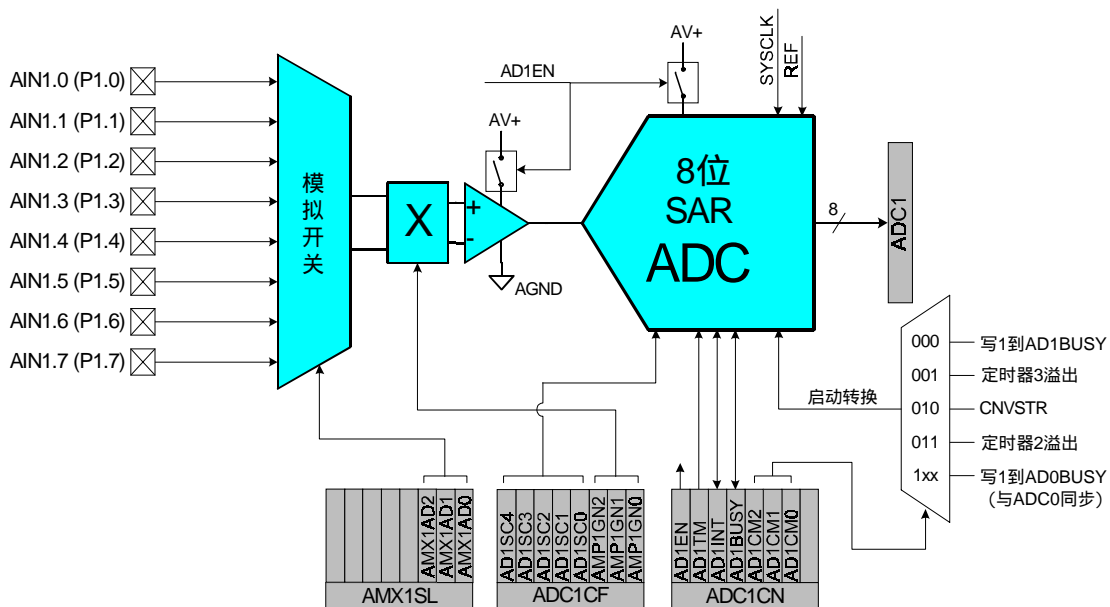 AV+
AD1EN
SYSCLK
REF
AIN1.0 (P1.0)
AIN1.1 (P1.1)
AIN1.2 (P1.2)
AIN1.3 (P1.3)
AIN1.4 (P1.4)
AIN1.5 (P1.5)
AIN1.6 (P1.6)
AIN1.7 (P1.7)
模拟开关
X
AV+
+
-
AGND
8位
SAR
ADC
8
ADC1
启动转换
000
写1到AD1BUSY
001
定时器3溢出
010
CNVSTR
011
定时器2溢出
1xx
写1到AD0BUSY
（与ADC0同步）
AMX1AD2
AMX1AD1
AMX1AD0
AMX1SL
AD1SC4
AD1SC3
AD1SC2
AD1SC1
AD1SC0
AMP1GN2
AMP1GN1
AMP1GN0
ADC1CF
AD1EN
AD1TM
AD1INT
AD1BUSY
AD1CM2
AD1CM1
AD1CM0
ADC1CN